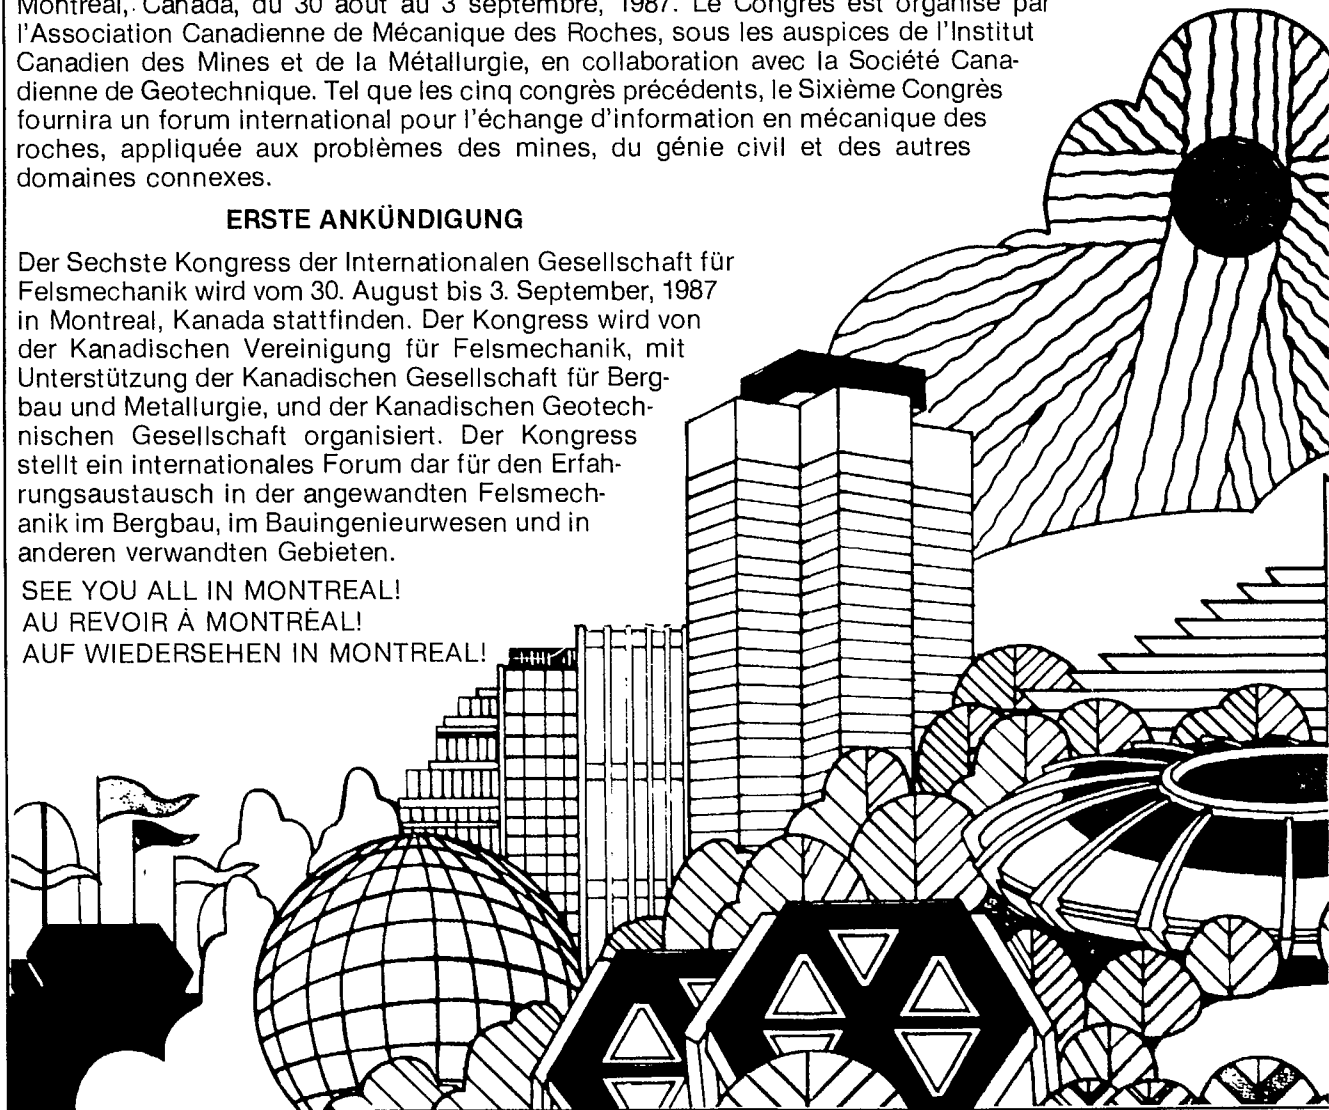 Montréal, Canada, du 30 août au 3 septembre, 1987. Le Congrès est organisé par
l'Association Canadienne de Mécanique des Roches, sous les auspices de l'Institut
Canadien des Mines et de la Métallurgie, en collaboration avec la Société Cana-
dienne de Geotechnique. Tel que les cinq congrès précédents, le Sixième Congrès
fournira un forum international pour l'échange d'information en mécanique des
roches, appliquée aux problèmes des mines, du génie civil et des autres
domaines connexes.
ERSTE ANKÜNDIGUNG
Der Sechste Kongress der Internationalen Gesellschaft für
Felsmechanik wird vom 30. August bis 3. September, 1987
in Montreal, Kanada stattfinden. Der Kongress wird von
der Kanadischen Vereinigung für Felsmechanik, mit
Unterstützung der Kanadischen Gesellschaft für Berg-
bau und Metallurgie, und der Kanadischen Geotech-
nischen Gesellschaft organisiert. Der Kongress
stellt ein internationales Forum dar für den Erfah-
rungsaustausch in der angewandten Felsmech-
anik im Bergbau, im Bauingenieurwesen und in
anderen verwandten Gebieten.
SEE YOU ALL IN MONTREAL!
AU REVOIR À MONTRÉAL!
AUF WIEDERSEHEN IN MONTREAL!